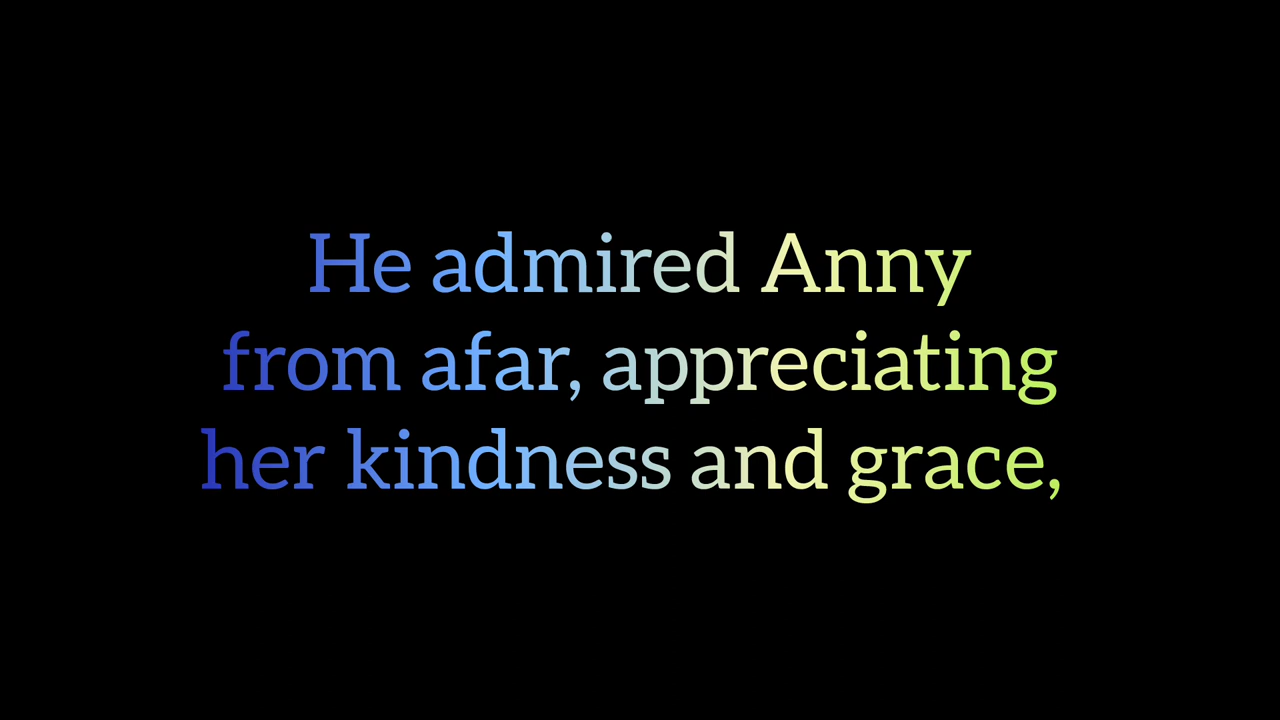 He admired Anny
from afar, appreciating
her kindness and grace,